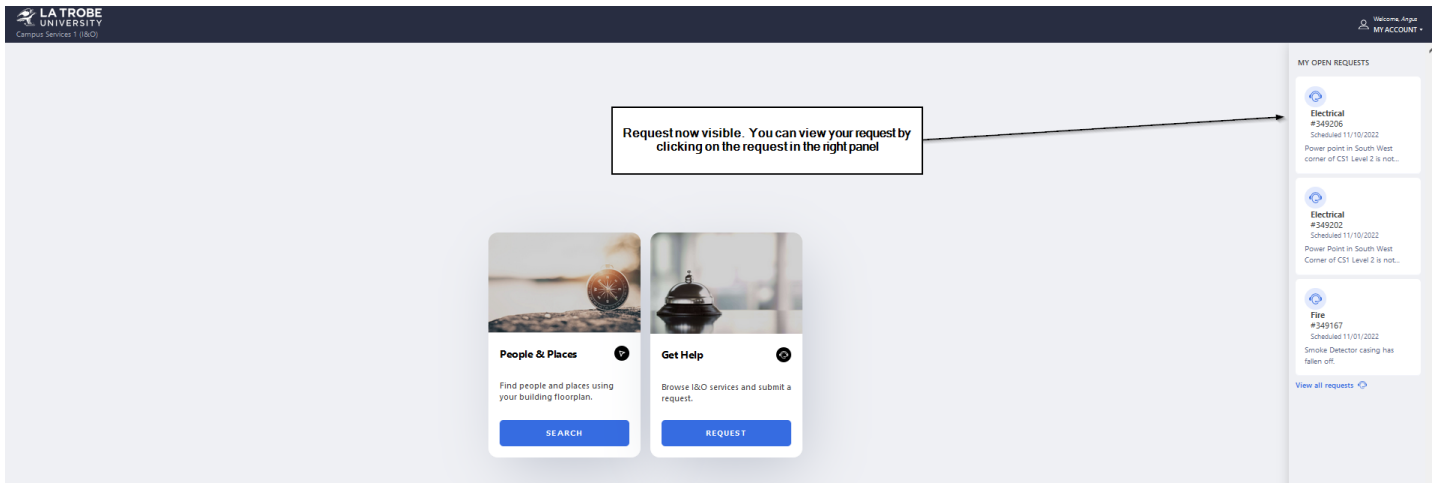 LA TROBE
UNIVERSITY
Campus Services 1 (I&O)
Welcome, Angus
MY ACCOUNT
MY OPEN REQUESTS
Electrical
#349206
Scheduled 11/10/2022
Power point in South West
corner of CS1 Level 2 is not...
Request now visible. You can view your request by
clicking on the request in the right panel
Electrical
#349202
Scheduled 11/10/2022
Power Point in South West
Corner of CS1 Level 2 is not...
Fire
#349167
Scheduled 11/01/2022
Smoke Detector casing has
fallen off.
View all requests
People & Places
Find people and places using
your building floorplan.
SEARCH
Get Help
Browse I&O services and submit a
request.
REQUEST